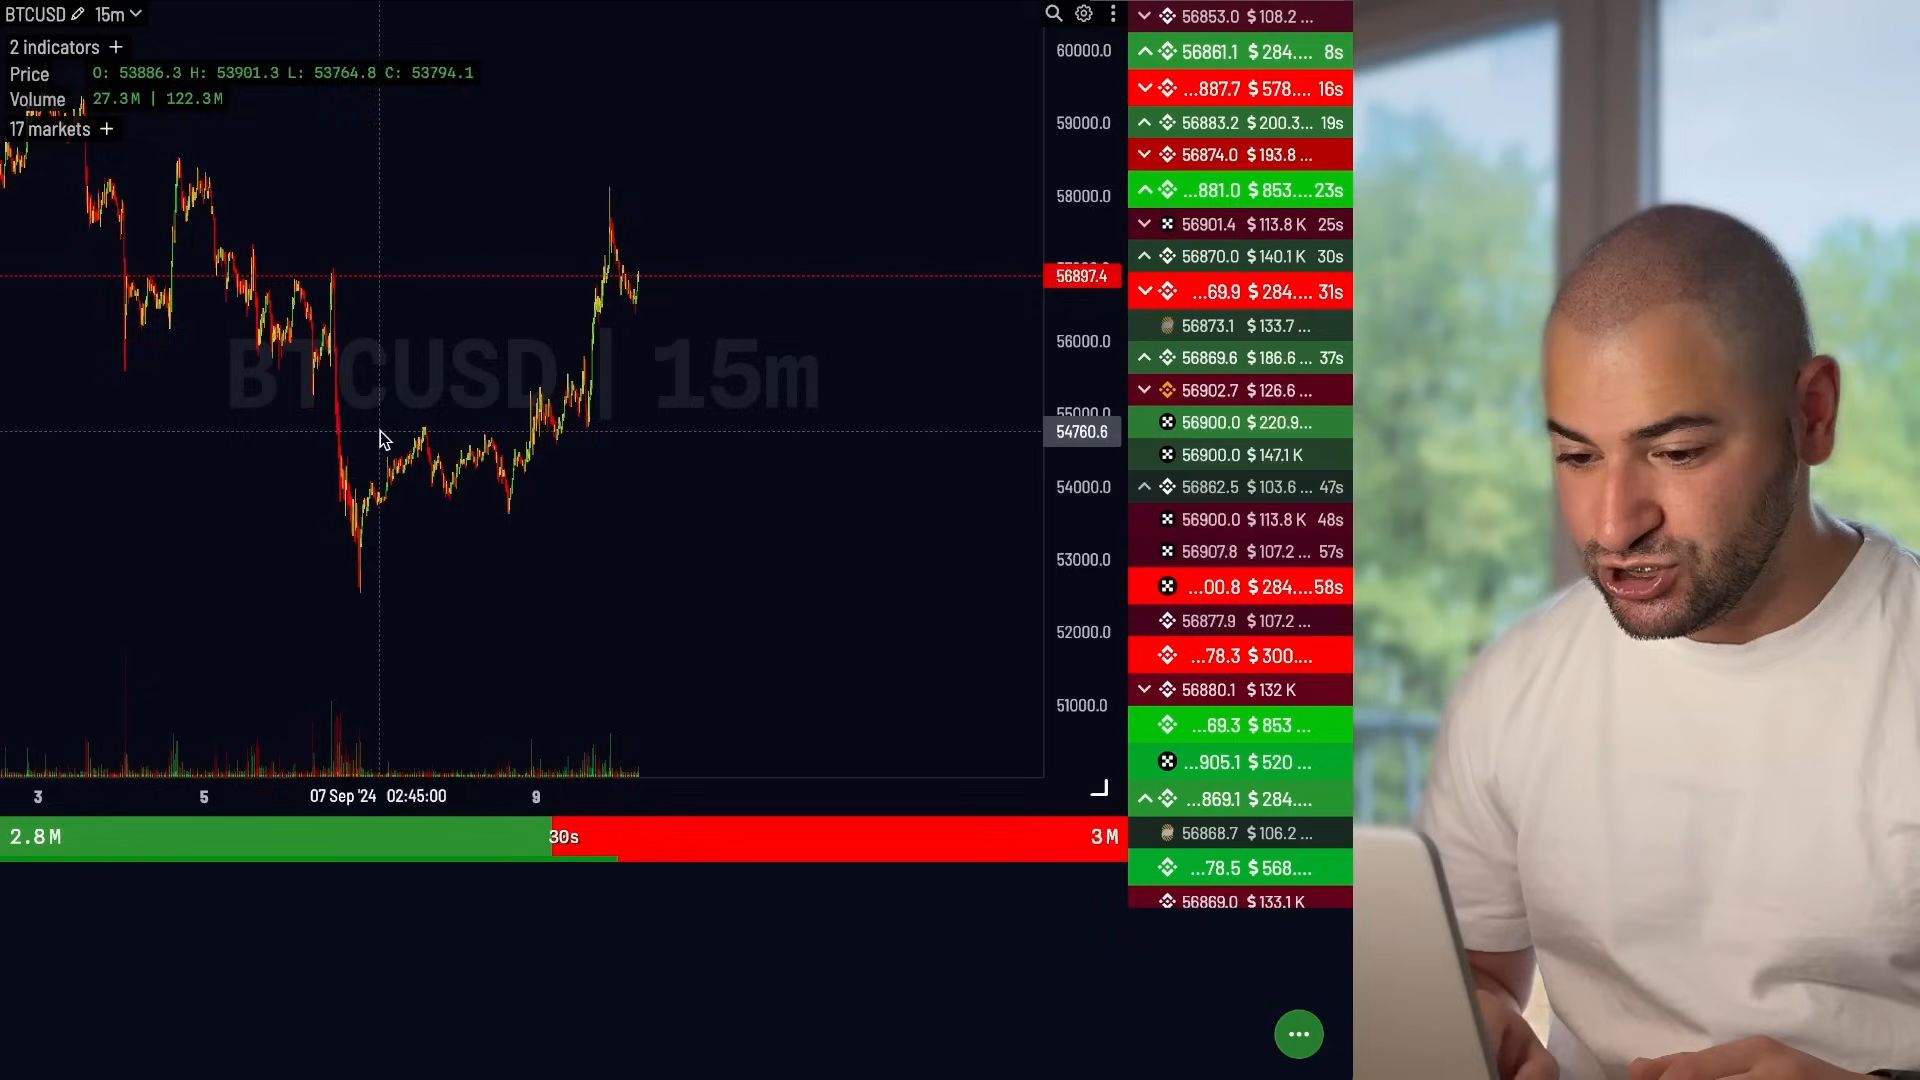 BTCUSD 15m
2 indicators +
Price O: 53886.3 H: 53901.3 L: 53764.8 C: 53794.1
Volume 27.3M | 122.3M
17 markets +
BTCUSD | 15m
60000.0
59000.0
58000.0
56897.4
56000.0
55000.0
54760.6
54000.0
53000.0
52000.0
51000.0
3 5 07 Sep '24 02:45:00 9
2.8M 30s 3M
56853.0 $108.2 ...
56861.1 $284.... 8s
...887.7 $578.... 16s
56883.2 $200.3... 19s
56874.0 $193.8 ...
...881.0 $853.... 23s
56901.4 $113.8 K 25s
56870.0 $140.1 K 30s
...69.9 $284.... 31s
56873.1 $133.7 ...
56869.6 $186.6 ... 37s
56902.7 $126.6 ...
56900.0 $220.9...
56900.0 $147.1 K
56862.5 $103.6 ... 47s
56900.0 $113.8 K 48s
56907.8 $107.2 ... 57s
...00.8 $284.... 58s
56877.9 $107.2 ...
...78.3 $300....
56880.1 $132 K
...69.3 $853 ...
...905.1 $520 ...
...869.1 $284....
56868.7 $106.2 ...
...78.5 $568....
56869.0 $133.1 K